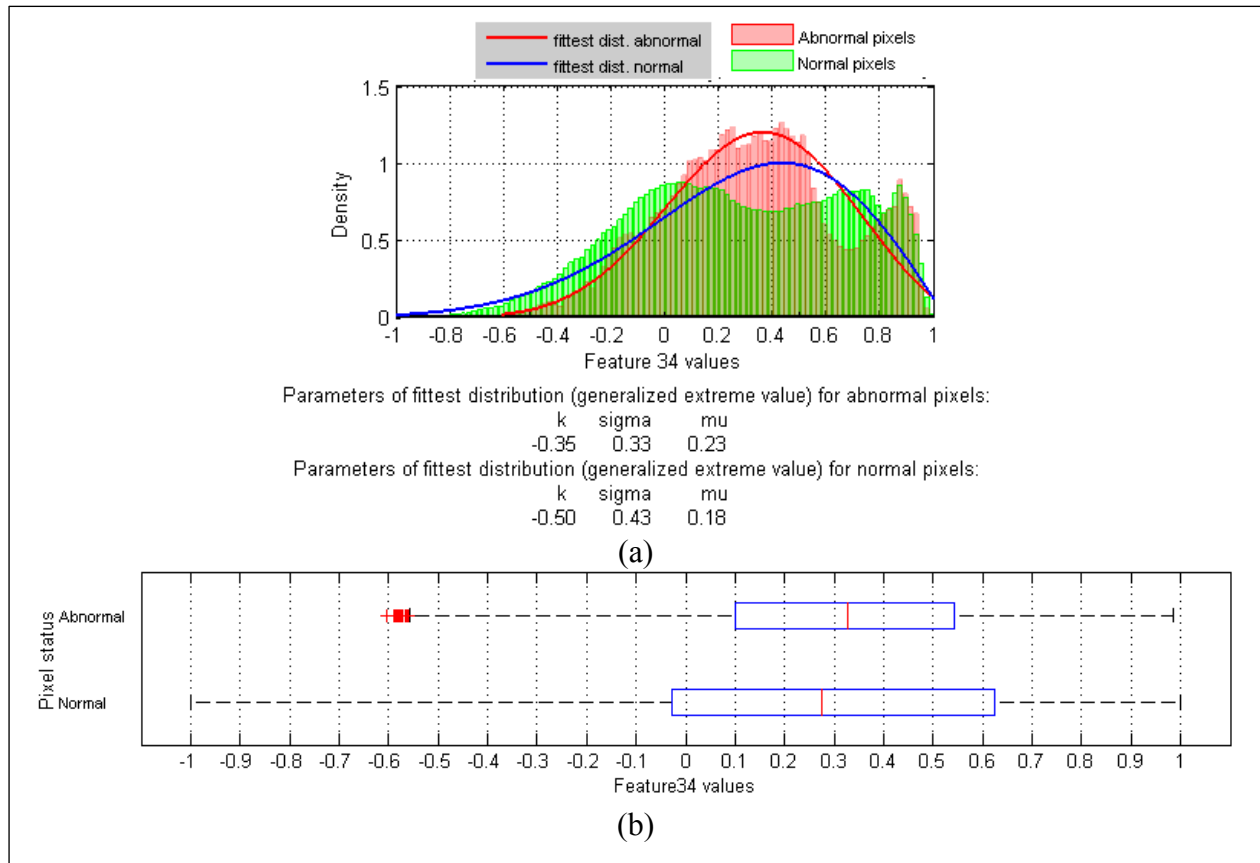 fittest dist. abnormal
fittest dist. normal
Abnormal pixels
Normal pixels
1.5
1
0.5
0
Density
-1 -0.8 -0.6 -0.4 -0.2 0 0.2 0.4 0.6 0.8 1
Feature 34 values
Parameters of fittest distribution (generalized extreme value) for abnormal pixels:
k sigma mu
-0.35 0.33 0.23
Parameters of fittest distribution (generalized extreme value) for normal pixels:
k sigma mu
-0.50 0.43 0.18
(a)
Pixel status
Abnormal
Normal
-1 -0.9 -0.8 -0.7 -0.6 -0.5 -0.4 -0.3 -0.2 -0.1 0 0.1 0.2 0.3 0.4 0.5 0.6 0.7 0.8 0.9 1
Feature34 values
(b)